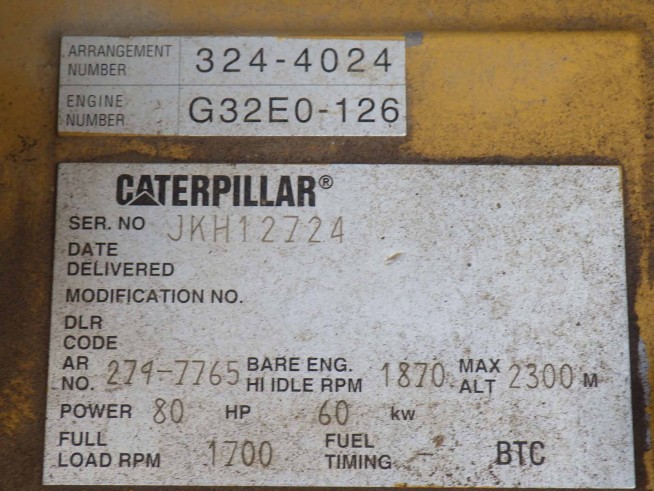 ARRANGEMENT NUMBER 324-4024
ENGINE NUMBER G32E0-126
CATERPILLAR®
SER. NO JKH12724
DATE
DELIVERED
MODIFICATION NO.
DLR
CODE
AR NO. 274-7765 BARE ENG. HI IDLE RPM 1870 MAX ALT 2300 M
POWER 80 HP 60 kw
FULL LOAD RPM 1700 FUEL TIMING - BTC